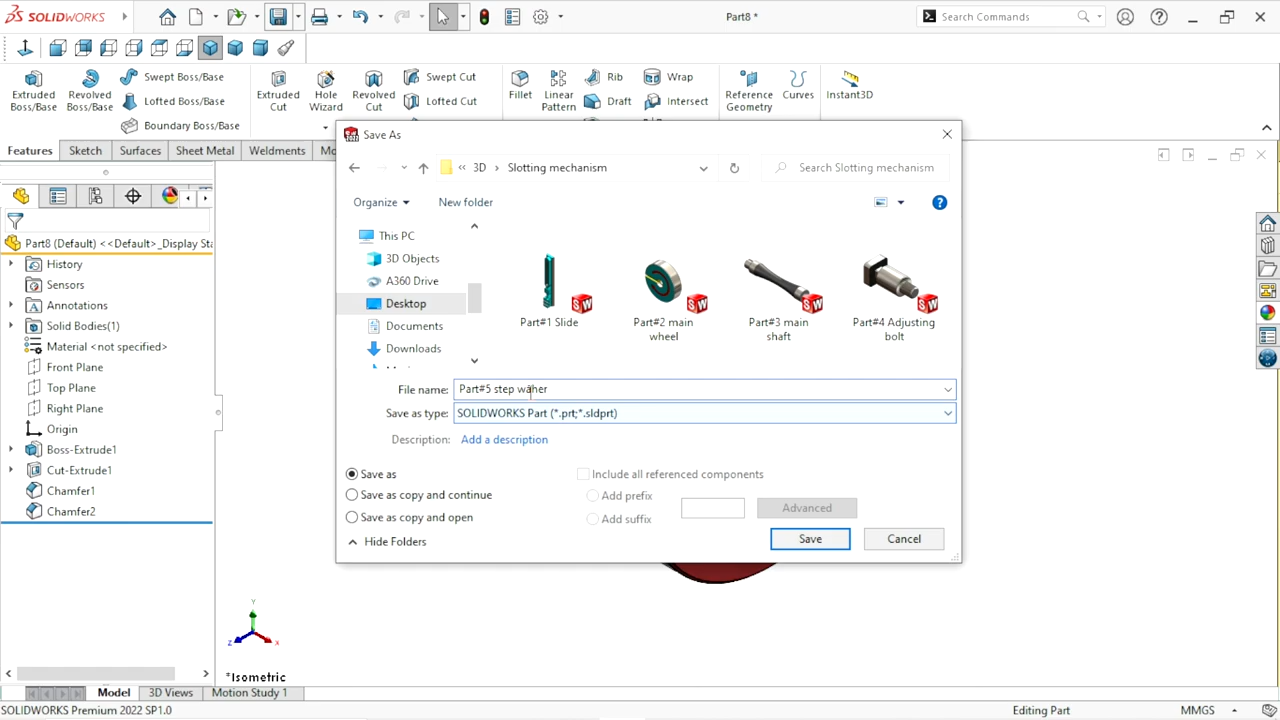 SOLIDWORKS
Part8 *
Search Commands
Extruded Boss/Base
Revolved Boss/Base
Swept Boss/Base
Lofted Boss/Base
Boundary Boss/Base
Extruded Cut
Hole Wizard
Revolved Cut
Swept Cut
Lofted Cut
Fillet
Linear Pattern
Rib
Draft
Wrap
Intersect
Reference Geometry
Curves
Instant3D
Features
Sketch
Surfaces
Sheet Metal
Weldments
Mo
Part8 (Default) <<Default>_Display Sta
History
Sensors
Annotations
Solid Bodies(1)
Material <not specified>
Front Plane
Top Plane
Right Plane
Origin
Boss-Extrude1
Cut-Extrude1
Chamfer1
Chamfer2
Save As
« 3D > Slotting mechanism
Search Slotting mechanism
Organize
New folder
This PC
3D Objects
A360 Drive
Desktop
Documents
Downloads
Part#1 Slide
Part#2 main wheel
Part#3 main shaft
Part#4 Adjusting bolt
File name: Part#5 step waher
Save as type: SOLIDWORKS Part (*.prt;*.sldprt)
Description: Add a description
Save as
Save as copy and continue
Save as copy and open
Include all referenced components
Add prefix
Add suffix
Advanced
Hide Folders
Save
Cancel
Y
Z
X
*Isometric
Model
3D Views
Motion Study 1
SOLIDWORKS Premium 2022 SP1.0
Editing Part
MMGS